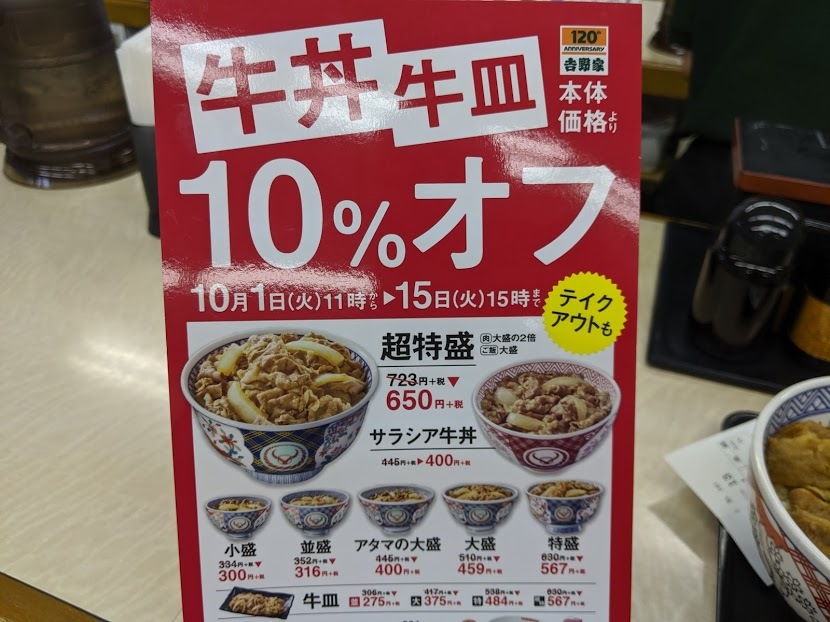 牛丼 牛皿
120th
ANNIVERSARY
吉野家
本体
価格より
10%オフ
10月1日(火)11時から▶15日(火)15時まで
テイク
アウトも
超特盛
肉 大盛の2倍
ご飯 大盛
723円+税▼
650円+税
サラシア牛丼
445円+税▶400円+税
小盛
334円+税▼
300円+税
並盛
352円+税▼
316円+税
アタマの大盛
445円+税▼
400円+税
大盛
510円+税▼
459円+税
特盛
630円+税▼
567円+税
牛皿
306円+税▼
並 275円+税
417円+税▼
大 375円+税
538円+税▼
特 484円+税
630円+税▼
567円+税